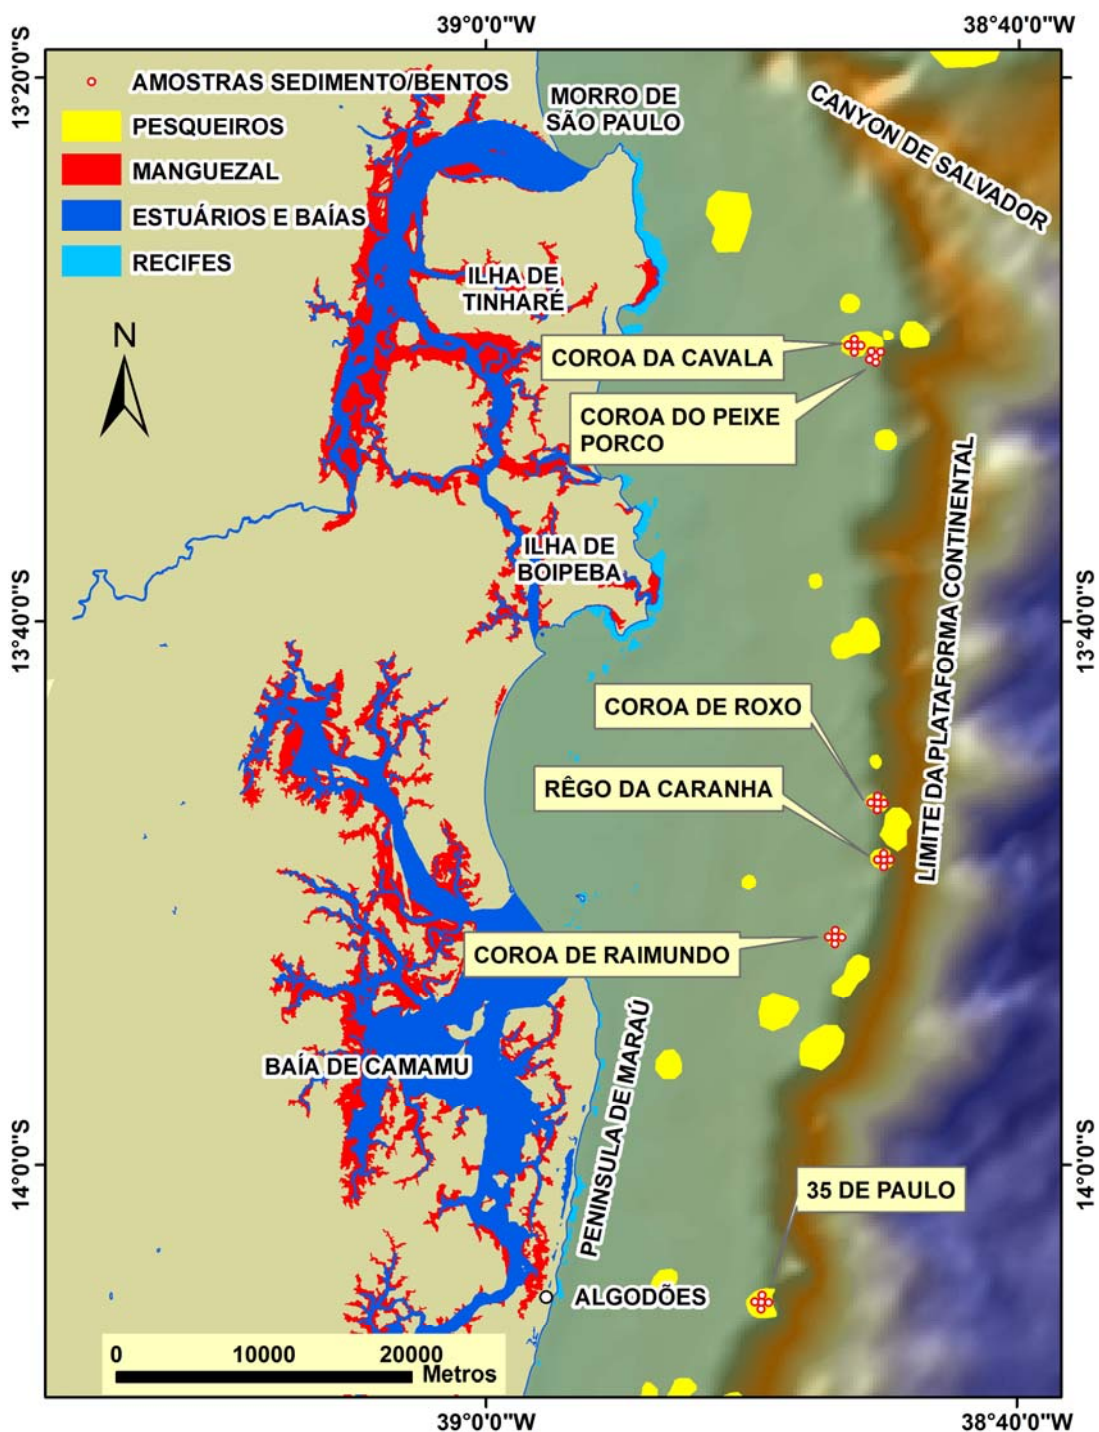 39°0'0"W
38°40'0"W
13°20'0"S
AMOSTRAS SEDIMENTO/BENTOS
PESQUEIROS
MANGUEZAL
ESTUÁRIOS E BAÍAS
RECIFES
MORRO DE
SÃO PAULO
CANYON DE SALVADOR
ILHA DE
TINHARÉ
N
COROA DA CAVALA
COROA DO PEIXE
PORCO
LIMITE DA PLATAFORMA CONTINENTAL
ILHA DE
BOIPEBA
13°40'0"S
13°40'0"S
COROA DE ROXO
RÊGO DA CARANHA
COROA DE RAIMUNDO
BAÍA DE CAMAMU
PENINSULA DE MARAÚ
14°0'0"S
14°0'0"S
35 DE PAULO
ALGODÕES
0 10000 20000
Metros
39°0'0"W
38°40'0"W